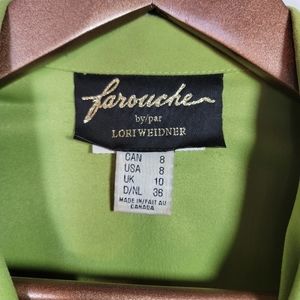 farouche
by/par
LORI WEIDNER
CAN 8
USA 8
UK 10
D/NL 36
MADE IN/FAIT AU
CANADA